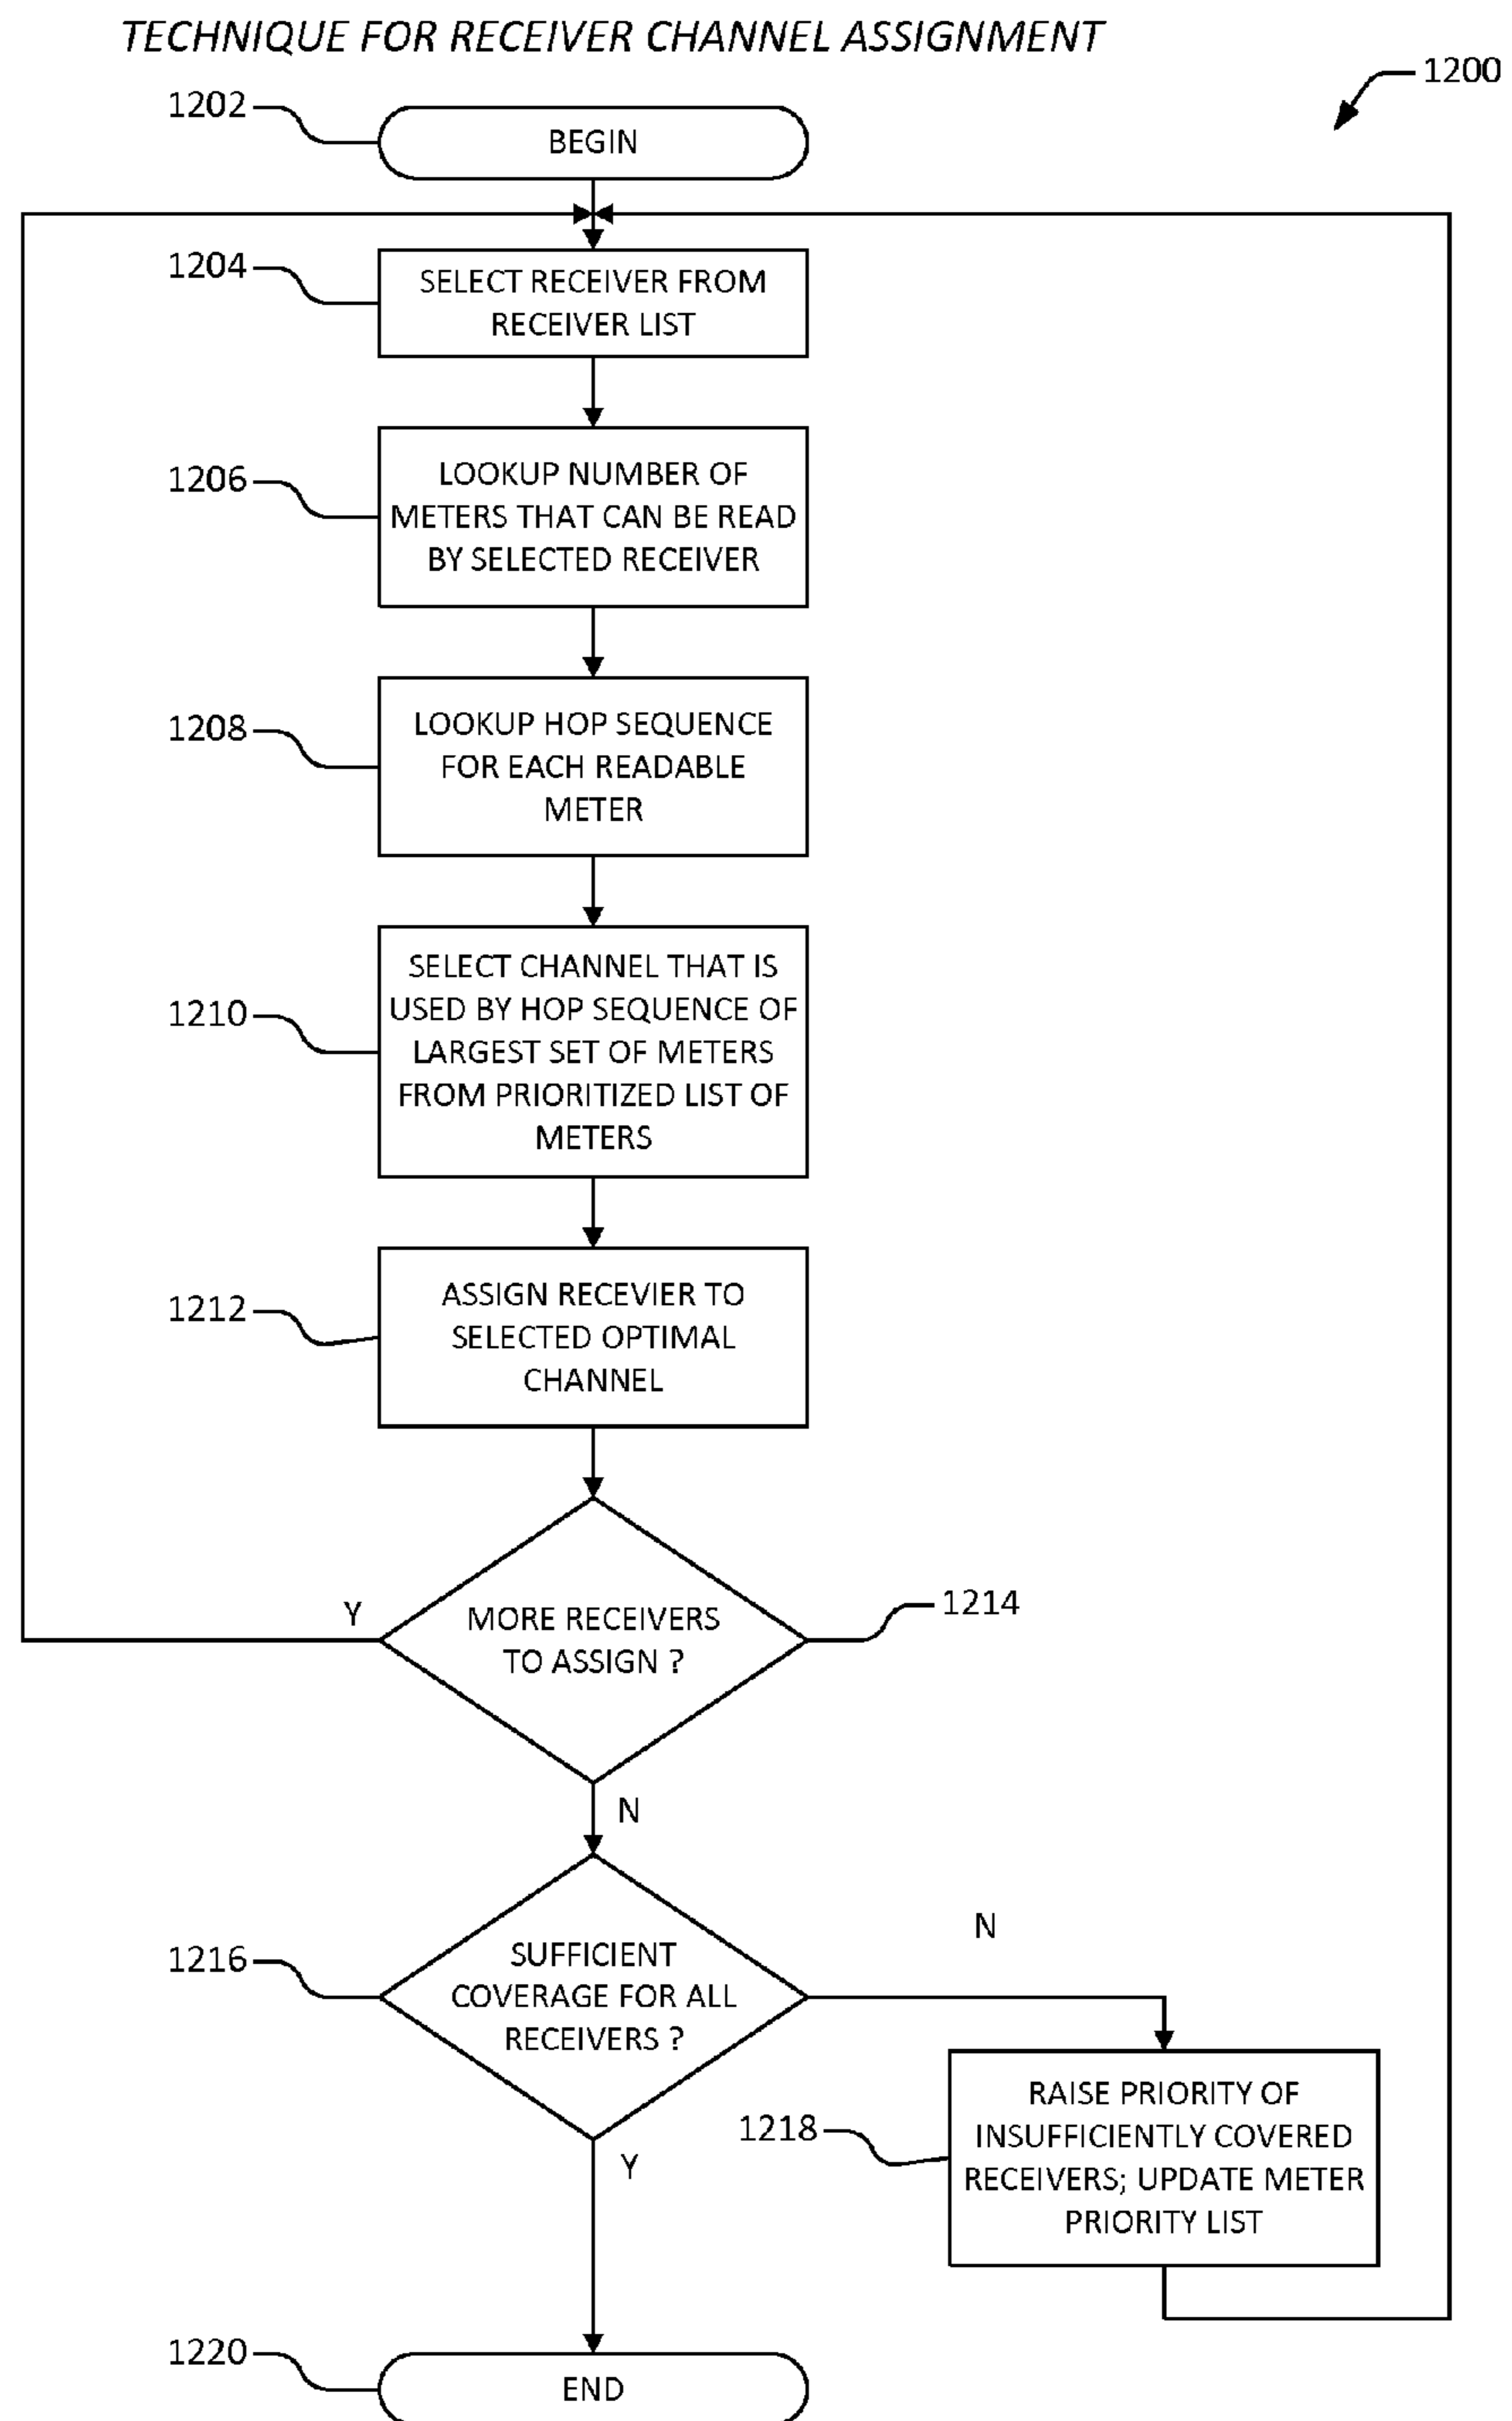 TECHNIQUE FOR RECEIVER CHANNEL ASSIGNMENT
1200
1202
BEGIN
1204
SELECT RECEIVER FROM
RECEIVER LIST
1206
LOOKUP NUMBER OF
METERS THAT CAN BE READ
BY SELECTED RECEIVER
1208
LOOKUP HOP SEQUENCE
FOR EACH READABLE
METER
1210
SELECT CHANNEL THAT IS
USED BY HOP SEQUENCE OF
LARGEST SET OF METERS
FROM PRIORITIZED LIST OF
METERS
1212
ASSIGN RECEVIER TO
SELECTED OPTIMAL
CHANNEL
1214
Y
MORE RECEIVERS
TO ASSIGN ?
N
1216
SUFFICIENT
COVERAGE FOR ALL
RECEIVERS ?
N
Y
1218
RAISE PRIORITY OF
INSUFFICIENTLY COVERED
RECEIVERS; UPDATE METER
PRIORITY LIST
1220
END